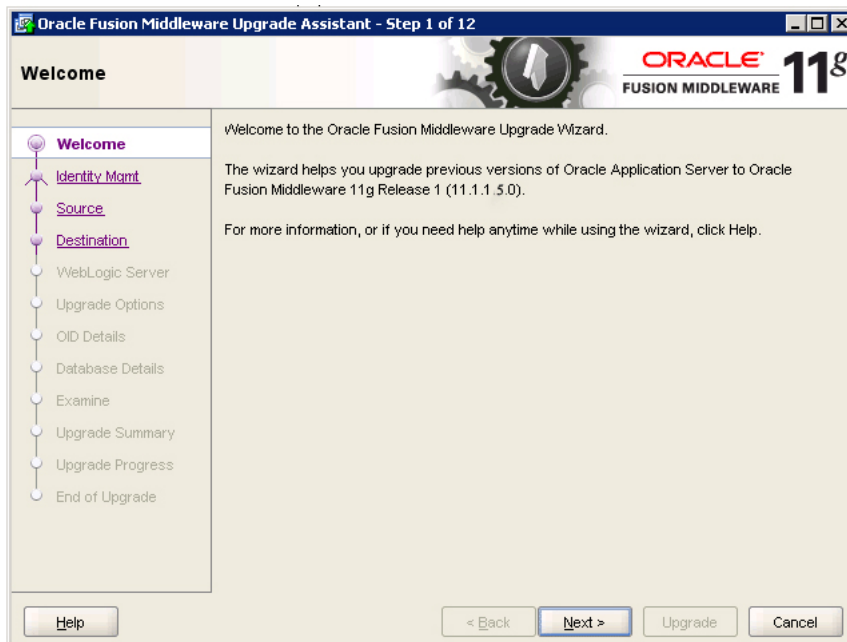 Oracle Fusion Middleware Upgrade Assistant - Step 1 of 12
Welcome
ORACLE
FUSION MIDDLEWARE
11g
Welcome
Identity Mgmt
Source
Destination
WebLogic Server
Upgrade Options
OID Details
Database Details
Examine
Upgrade Summary
Upgrade Progress
End of Upgrade
Welcome to the Oracle Fusion Middleware Upgrade Wizard.
The wizard helps you upgrade previous versions of Oracle Application Server to Oracle
Fusion Middleware 11g Release 1 (11.1.1.5.0).
For more information, or if you need help anytime while using the wizard, click Help.
Help
< Back
Next >
Upgrade
Cancel